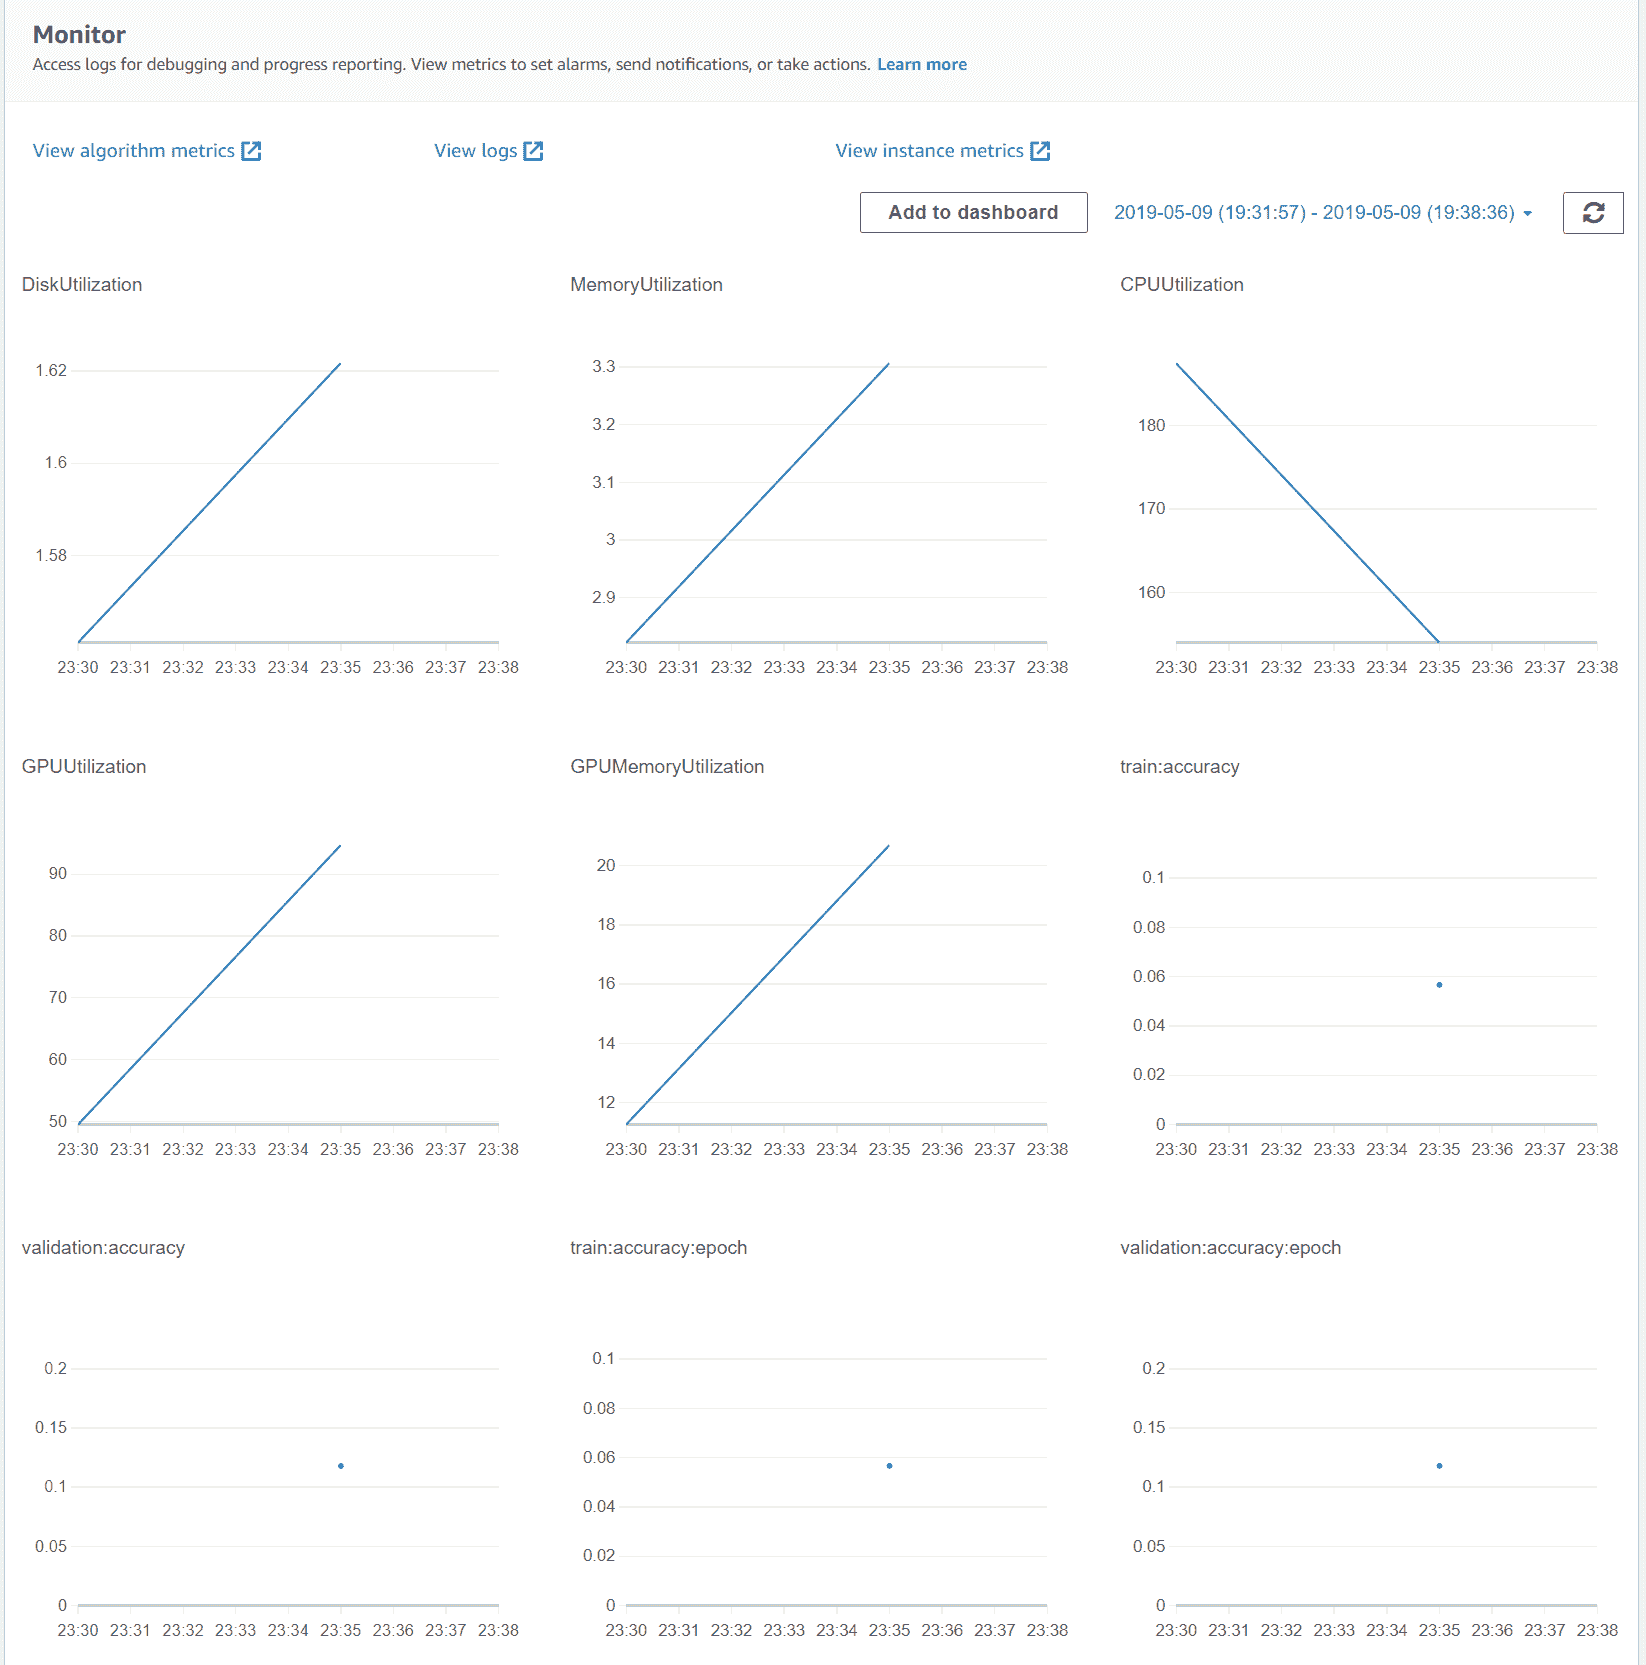 Monitor
Access logs for debugging and progress reporting. View metrics to set alarms, send notifications, or take actions. Learn more
View algorithm metrics View logs View instance metrics
Add to dashboard 2019-05-09 (19:31:57) - 2019-05-09 (19:38:36)
DiskUtilization
1.62
1.6
1.58
23:30 23:31 23:32 23:33 23:34 23:35 23:36 23:37 23:38
MemoryUtilization
3.3
3.2
3.1
3
2.9
23:30 23:31 23:32 23:33 23:34 23:35 23:36 23:37 23:38
CPUUtilization
180
170
160
23:30 23:31 23:32 23:33 23:34 23:35 23:36 23:37 23:38
GPUUtilization
90
80
70
60
50
23:30 23:31 23:32 23:33 23:34 23:35 23:36 23:37 23:38
GPUMemoryUtilization
20
18
16
14
12
23:30 23:31 23:32 23:33 23:34 23:35 23:36 23:37 23:38
train:accuracy
0.1
0.08
0.06
0.04
0.02
0
23:30 23:31 23:32 23:33 23:34 23:35 23:36 23:37 23:38
validation:accuracy
0.2
0.15
0.1
0.05
0
23:30 23:31 23:32 23:33 23:34 23:35 23:36 23:37 23:38
train:accuracy:epoch
0.1
0.08
0.06
0.04
0.02
0
23:30 23:31 23:32 23:33 23:34 23:35 23:36 23:37 23:38
validation:accuracy:epoch
0.2
0.15
0.1
0.05
0
23:30 23:31 23:32 23:33 23:34 23:35 23:36 23:37 23:38